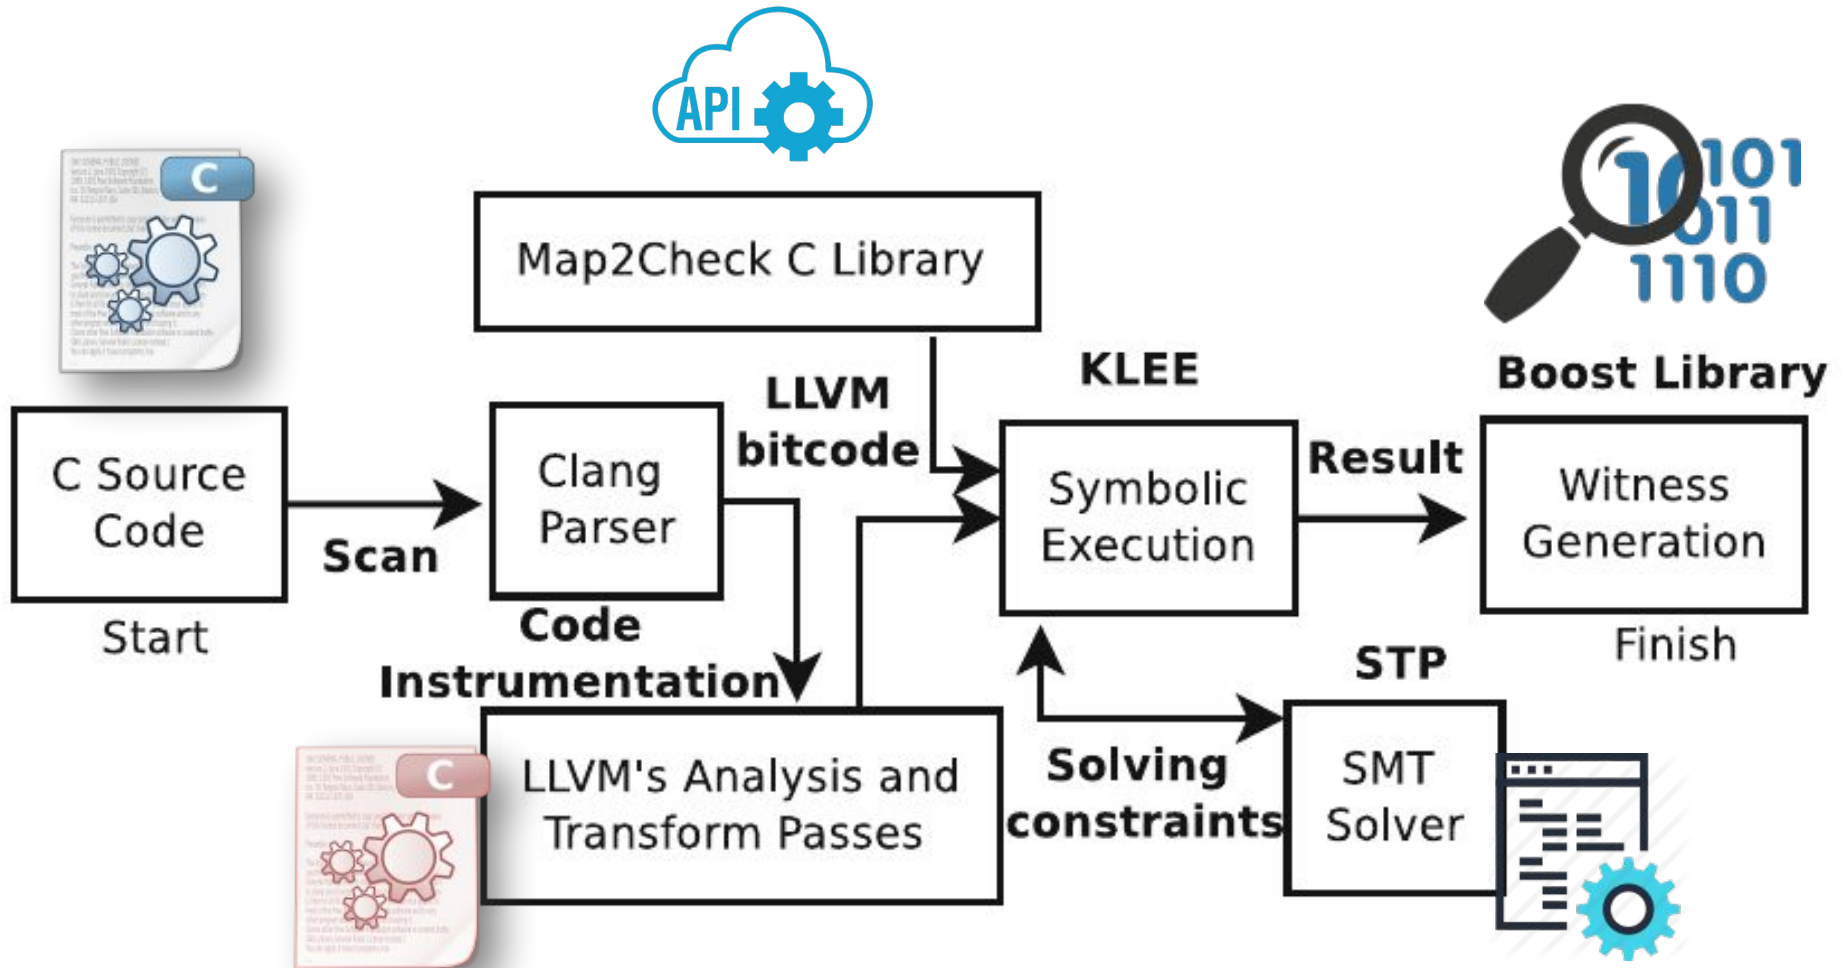 API
C
Map2Check C Library
10101
011
1110
KLEE
Boost Library
LLVM
bitcode
C Source
Code
Scan
Clang
Parser
Symbolic
Execution
Result
Witness
Generation
Start
Code
Instrumentation
Finish
STP
C
LLVM's Analysis and
Transform Passes
Solving
constraints
SMT
Solver